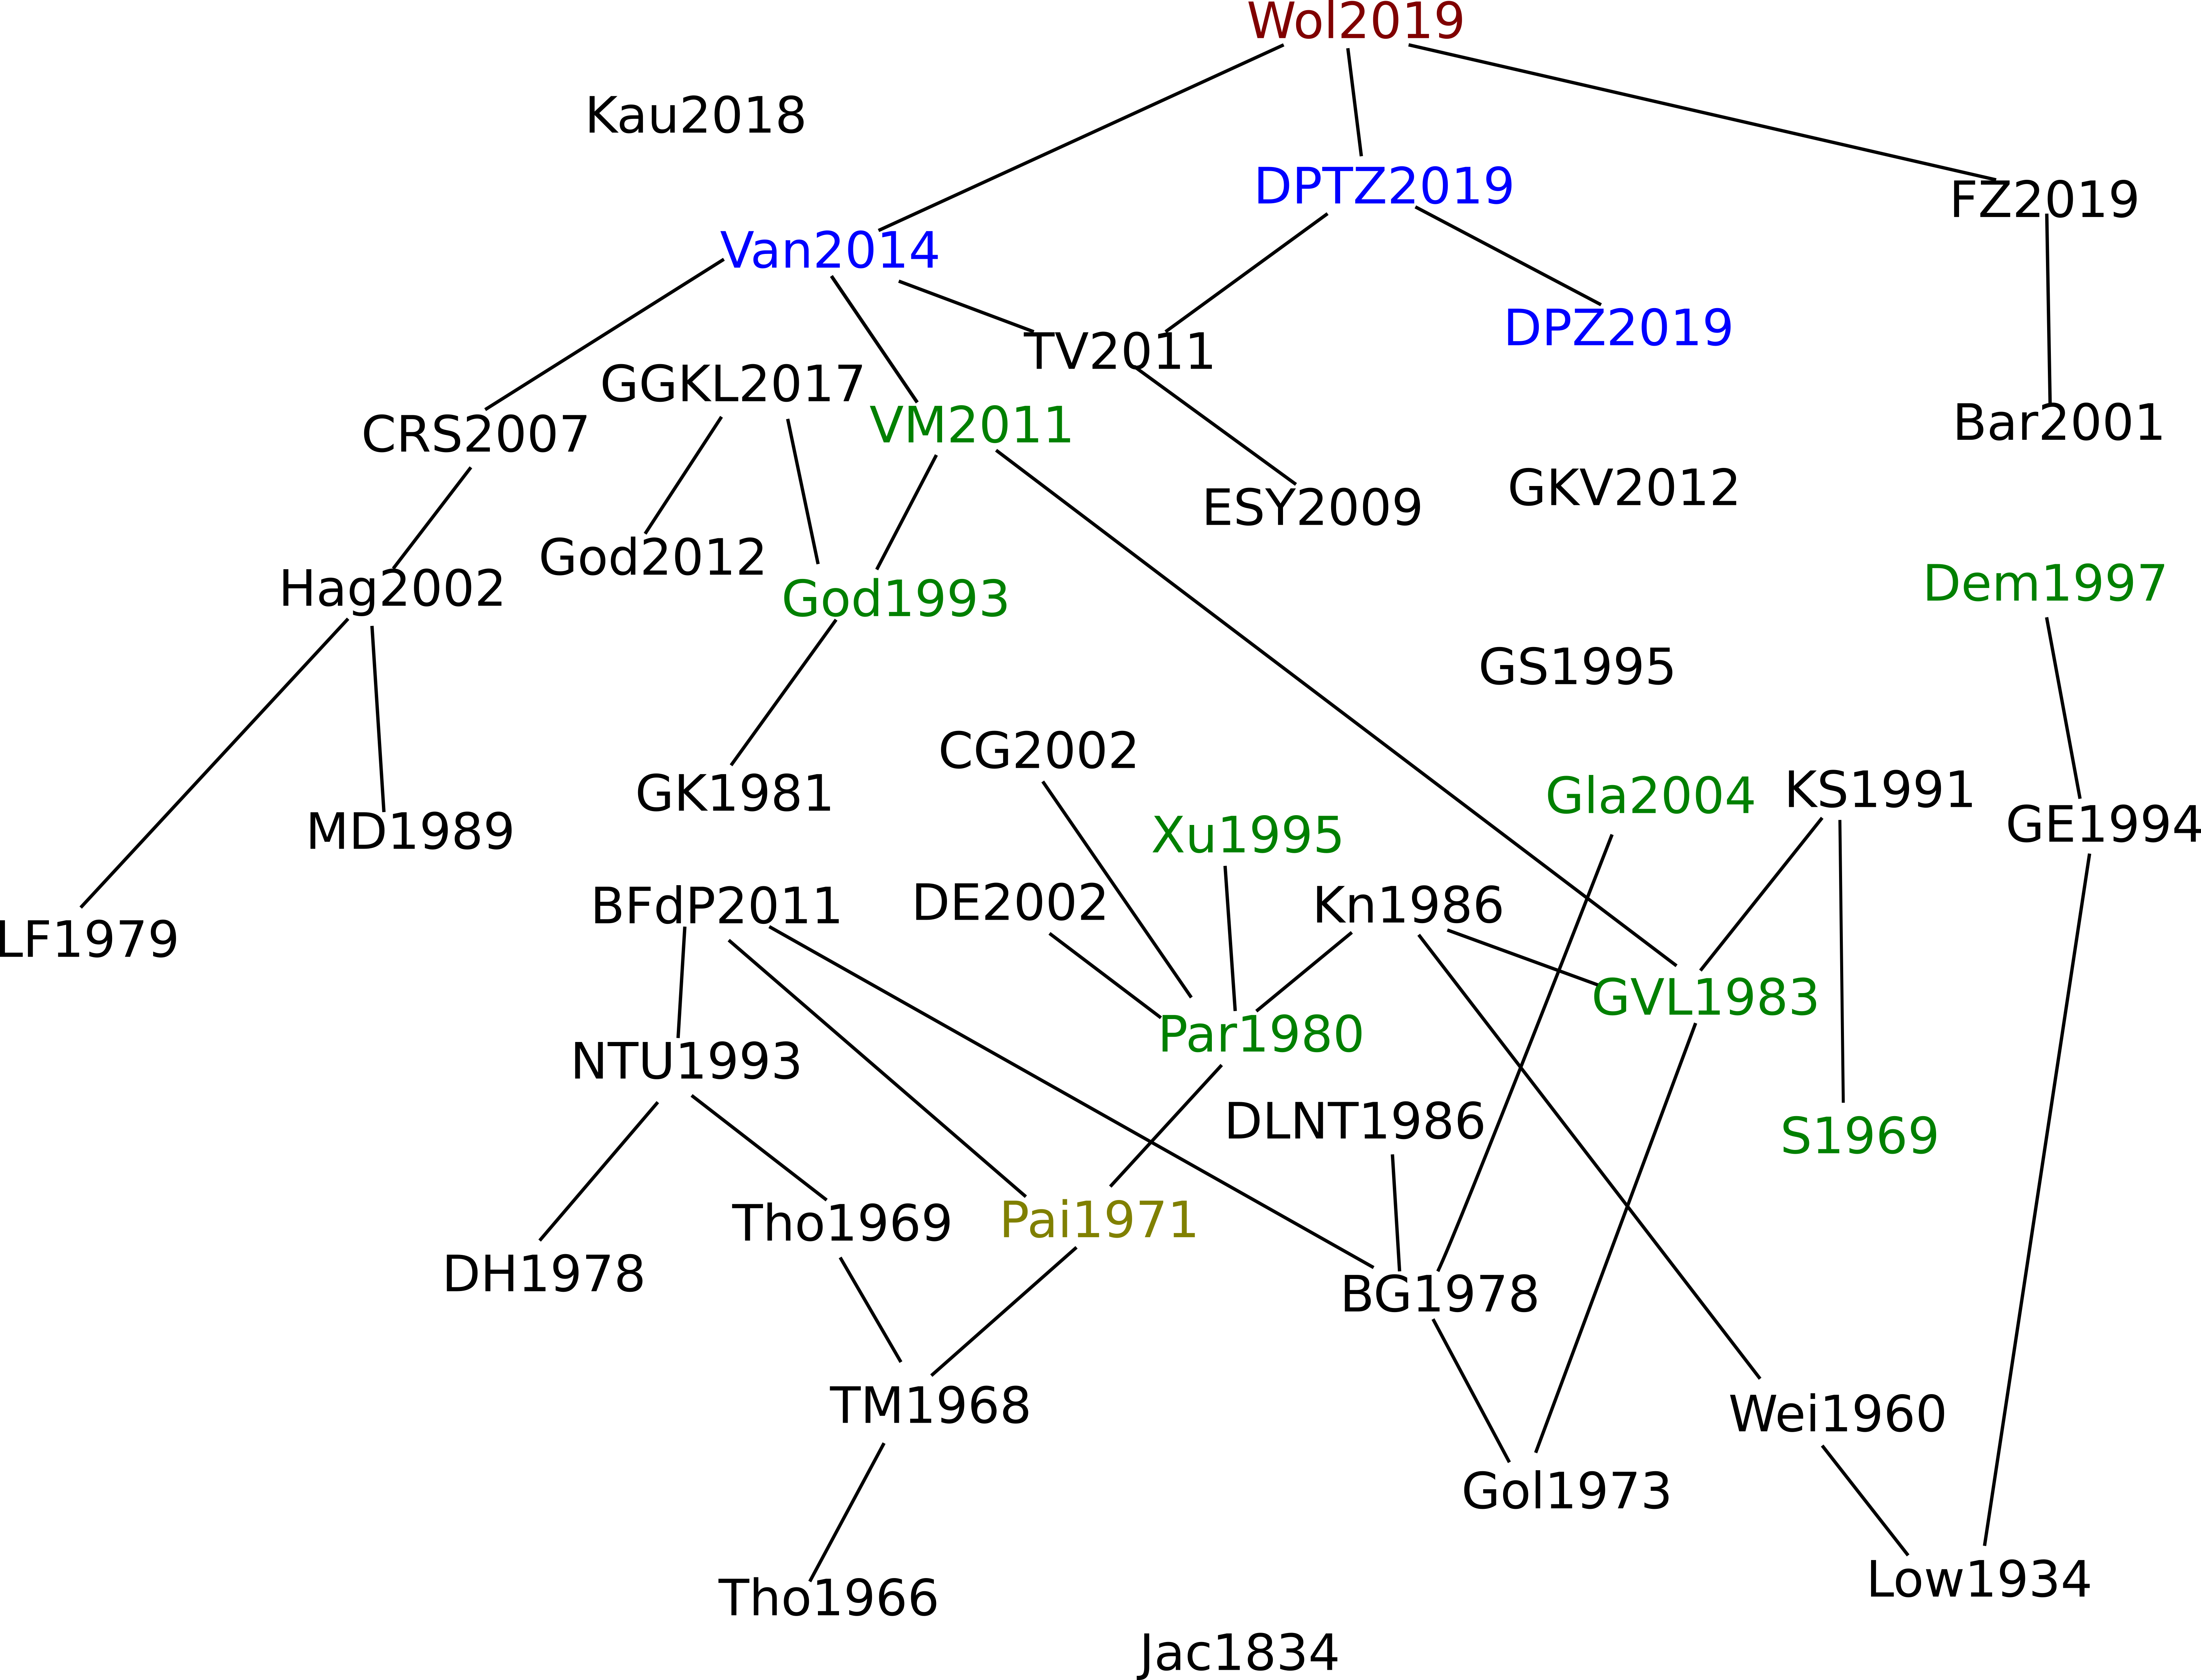 Wol2019
Kau2018
DPTZ2019
FZ2019
Van2014
DPZ2019
TV2011
GGKL2017
VM2011
Bar2001
CRS2007
GKV2012
ESY2009
God2012
Dem1997
Hag2002
God1993
GS1995
CG2002
KS1991
GK1981
Gla2004
GE1994
MD1989
Xu1995
DE2002
Kn1986
BFdP2011
LF1979
GVL1983
Par1980
NTU1993
DLNT1986
S1969
Pai1971
Tho1969
DH1978
BG1978
TM1968
Wei1960
Gol1973
Low1934
Tho1966
Jac1834